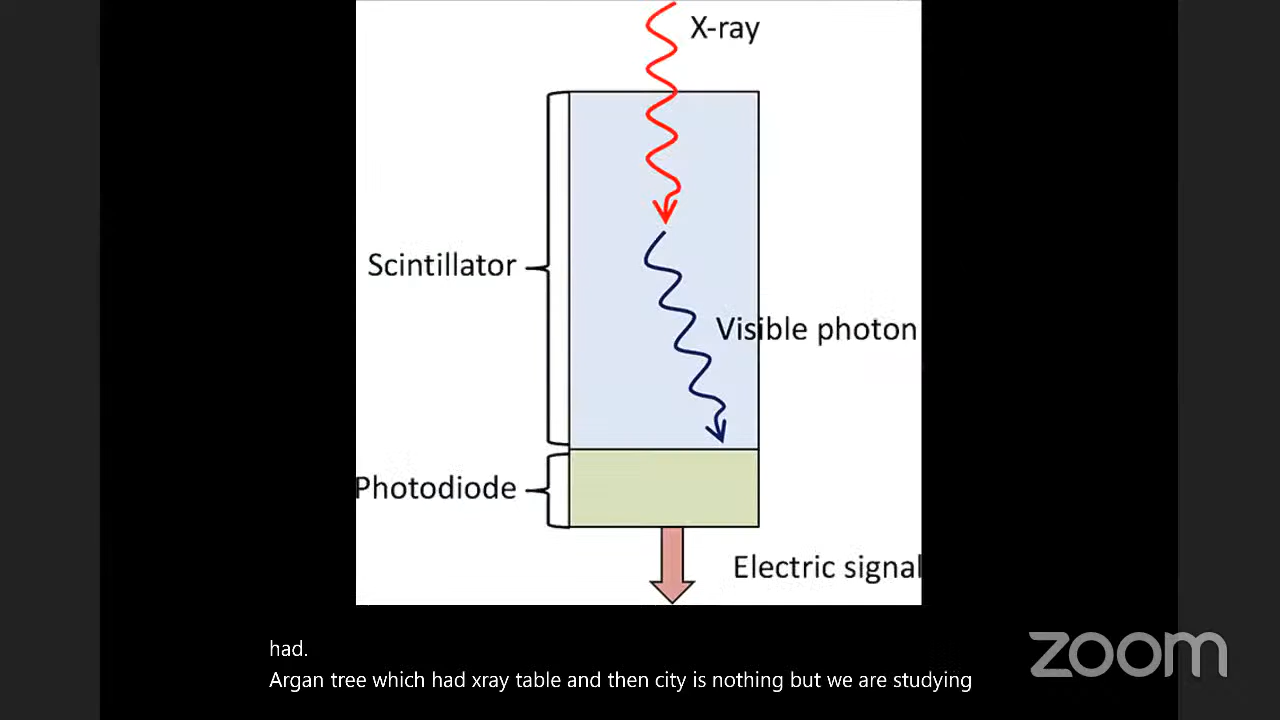 X-ray
Scintillator
Visible photon
Photodiode
Electric signal
had.
Argan tree which had xray table and then city is nothing but we are studying
zoom